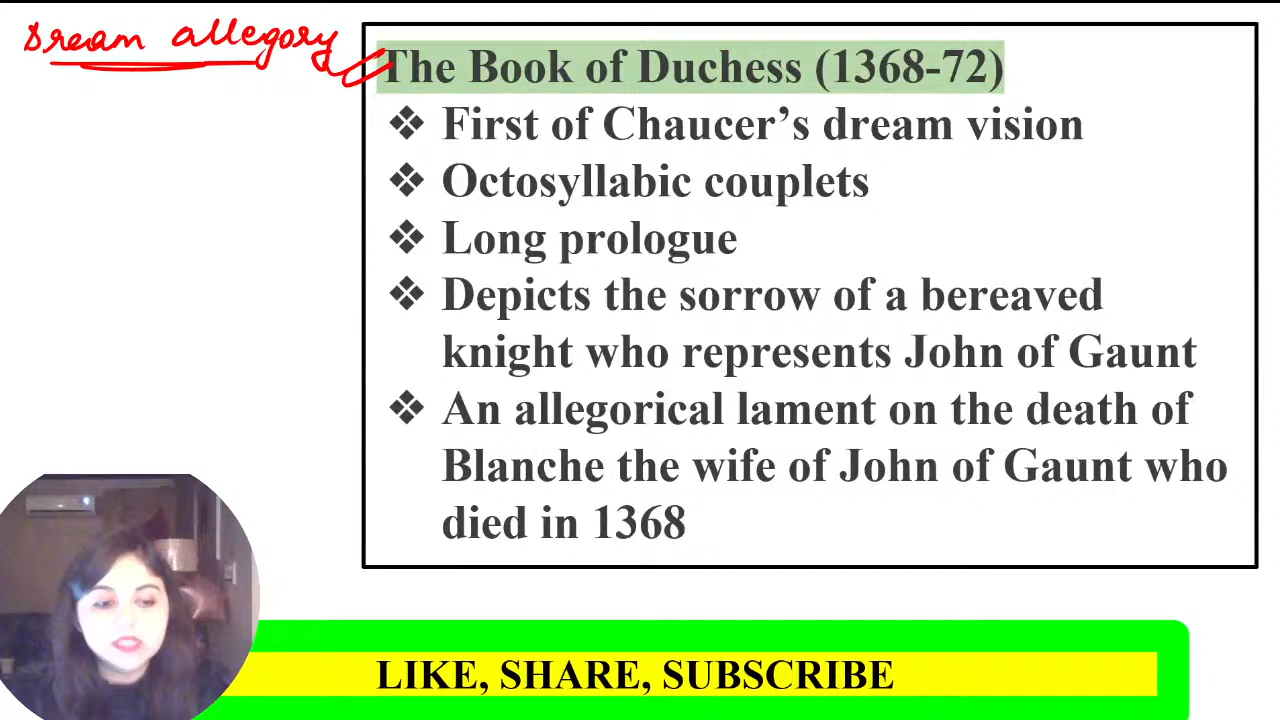 Dream allegory
The Book of Duchess (1368-72)
❖ First of Chaucer's dream vision
❖ Octosyllabic couplets
❖ Long prologue
❖ Depicts the sorrow of a bereaved
knight who represents John of Gaunt
❖ An allegorical lament on the death of
Blanche the wife of John of Gaunt who
died in 1368
LIKE, SHARE, SUBSCRIBE